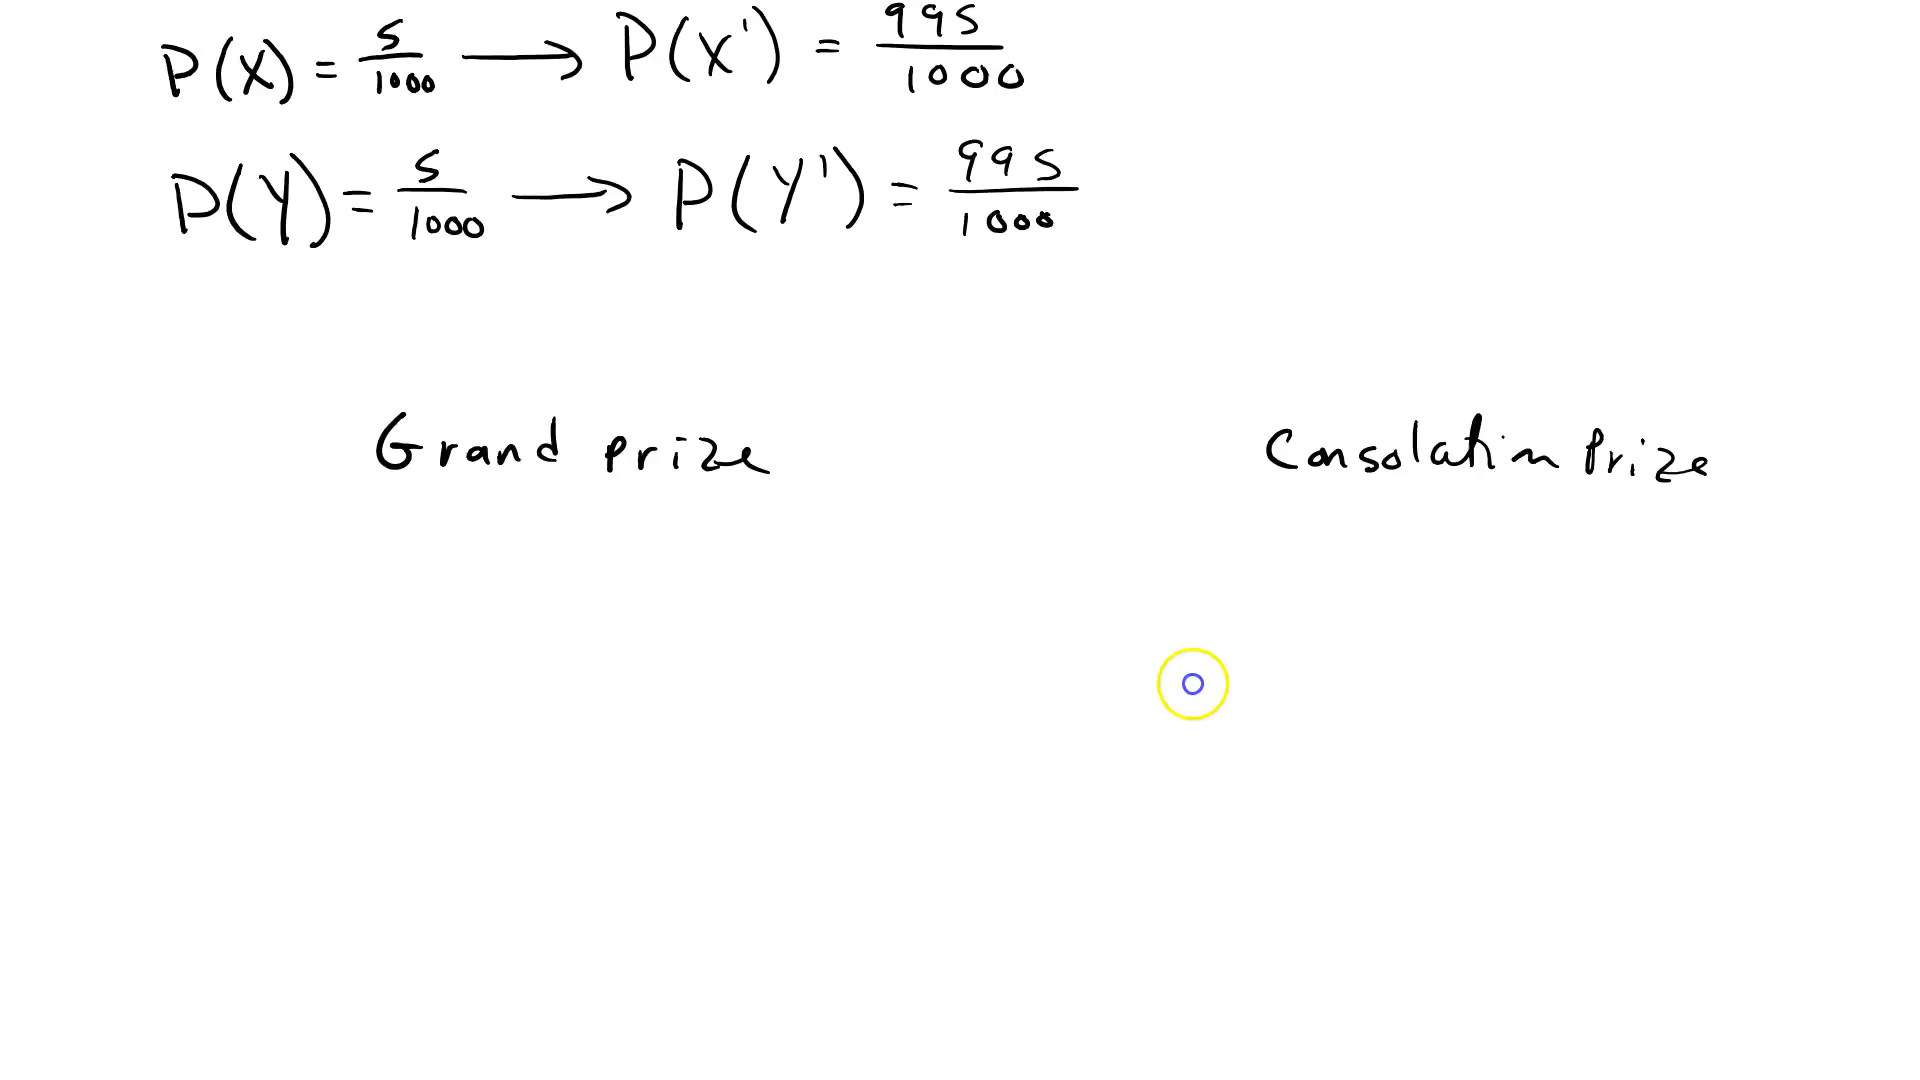 P(X) = 5/1000 → P(X') = 995/1000
P(Y) = 5/1000 → P(Y') = 995/1000
Grand prize
Consolation Prize